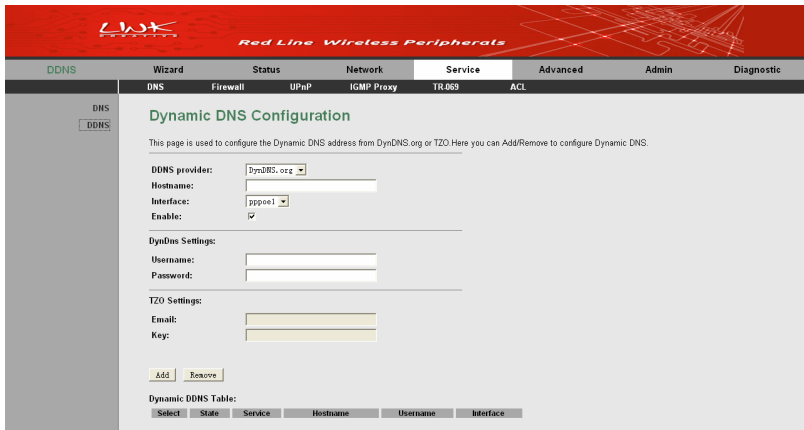 LINK
CREATIVE
Red Line Wireless Peripherals
DDNS Wizard Status Network Service Advanced Admin Diagnostic
DNS Firewall UPnP IGMP Proxy TR-069 ACL
DNS
DDNS
Dynamic DNS Configuration
This page is used to configure the Dynamic DNS address from DynDNS.org or TZO.Here you can Add/Remove to configure Dynamic DNS.
DDNS provider: DynDNS.org
Hostname:
Interface: pppoe1
Enable:
DynDns Settings:
Username:
Password:
TZO Settings:
Email:
Key:
Add Remove
Dynamic DDNS Table:
Select State Service Hostname Username Interface